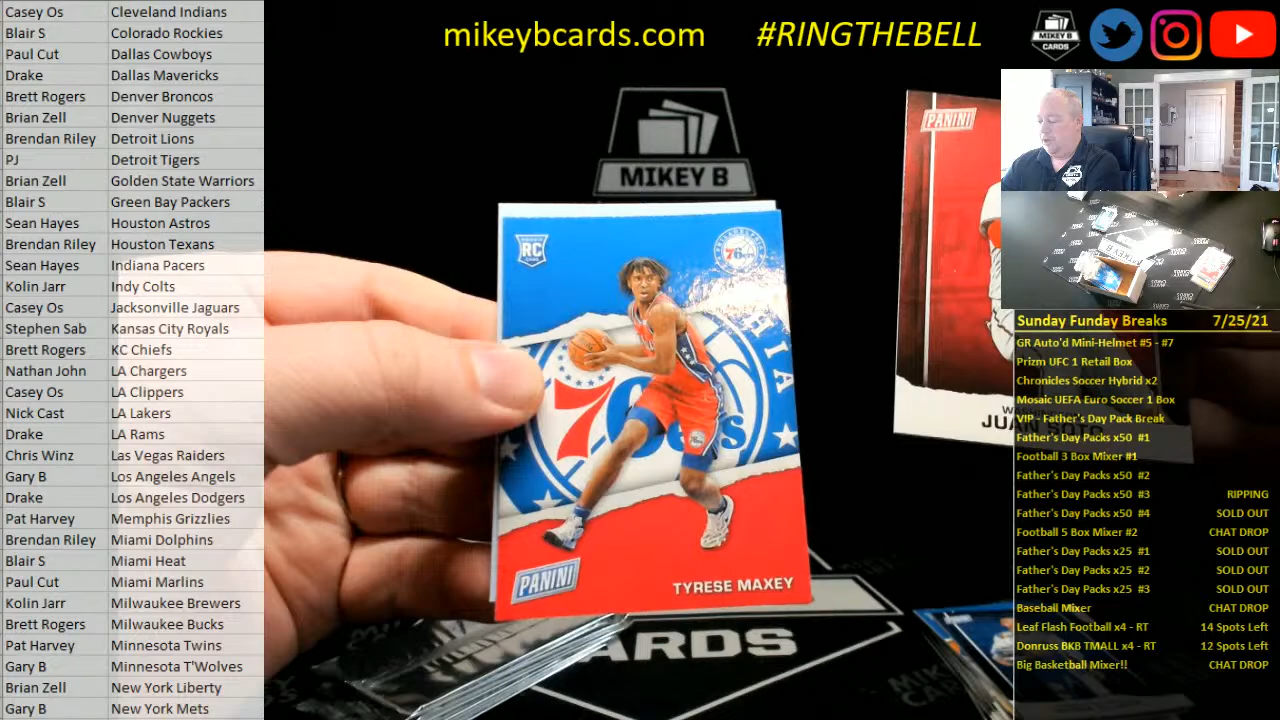 Casey Os Cleveland Indians
Blair S Colorado Rockies
Paul Cut Dallas Cowboys
Drake Dallas Mavericks
Brett Rogers Denver Broncos
Brian Zell Denver Nuggets
Brendan Riley Detroit Lions
PJ Detroit Tigers
Brian Zell Golden State Warriors
Blair S Green Bay Packers
Sean Hayes Houston Astros
Brendan Riley Houston Texans
Sean Hayes Indiana Pacers
Kolin Jarr Indy Colts
Casey Os Jacksonville Jaguars
Stephen Sab Kansas City Royals
Brett Rogers KC Chiefs
Nathan John LA Chargers
Casey Os LA Clippers
Nick Cast LA Lakers
Drake LA Rams
Chris Winz Las Vegas Raiders
Gary B Los Angeles Angels
Drake Los Angeles Dodgers
Pat Harvey Memphis Grizzlies
Brendan Riley Miami Dolphins
Blair S Miami Heat
Paul Cut Miami Marlins
Kolin Jarr Milwaukee Brewers
Brett Rogers Milwaukee Bucks
Pat Harvey Minnesota Twins
Gary B Minnesota T'Wolves
Brian Zell New York Liberty
Gary B New York Mets
mikeybcards.com #RINGTHEBELL
MIKEY B
CARDS
MIKEY B
RC
76ers
76ers
PANINI
TYRESE MAXEY
CARDS
PANINI
JUAN SOTO
Sunday Funday Breaks 7/25/21
GR Auto'd Mini-Helmet #5 - #7
Prizm UFC 1 Retail Box
Chronicles Soccer Hybrid x2
Mosaic UEFA Euro Soccer 1 Box
VIP - Father's Day Pack Break
Father's Day Packs x50 #1
Football 3 Box Mixer #1
Father's Day Packs x50 #2
Father's Day Packs x50 #3 RIPPING
Father's Day Packs x50 #4 SOLD OUT
Football 5 Box Mixer #2 CHAT DROP
Father's Day Packs x25 #1 SOLD OUT
Father's Day Packs x25 #2 SOLD OUT
Father's Day Packs x25 #3 SOLD OUT
Baseball Mixer CHAT DROP
Leaf Flash Football x4 - RT 14 Spots Left
Donruss BKB TMALL x4 - RT 12 Spots Left
Big Basketball Mixer!! CHAT DROP